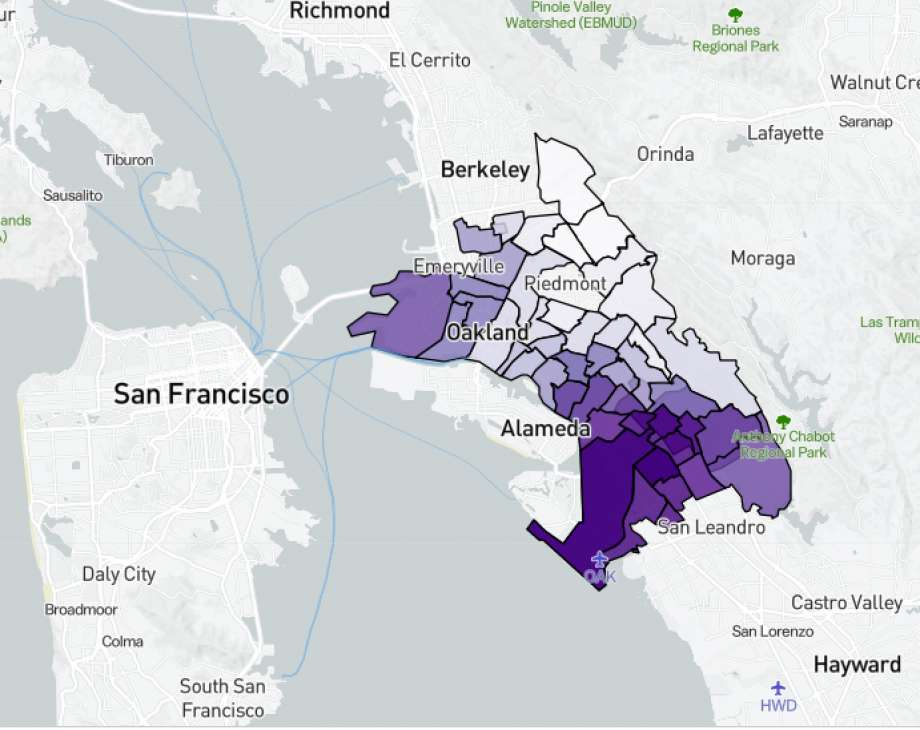 Richmond
Pinole Valley
Watershed (EBMUD)
Briones
Regional Park
El Cerrito
Walnut Cre
Saranap
Lafayette
Orinda
Tiburon
Berkeley
Sausalito
ands
Moraga
Emeryville
Piedmont
Las Tram
Wild
Oakland
San Francisco
Alameda
Anthony Chabot
Regional Park
San Leandro
OAK
Daly City
Broadmoor
Castro Valley
San Lorenzo
Colma
Hayward
South San
Francisco
HWD